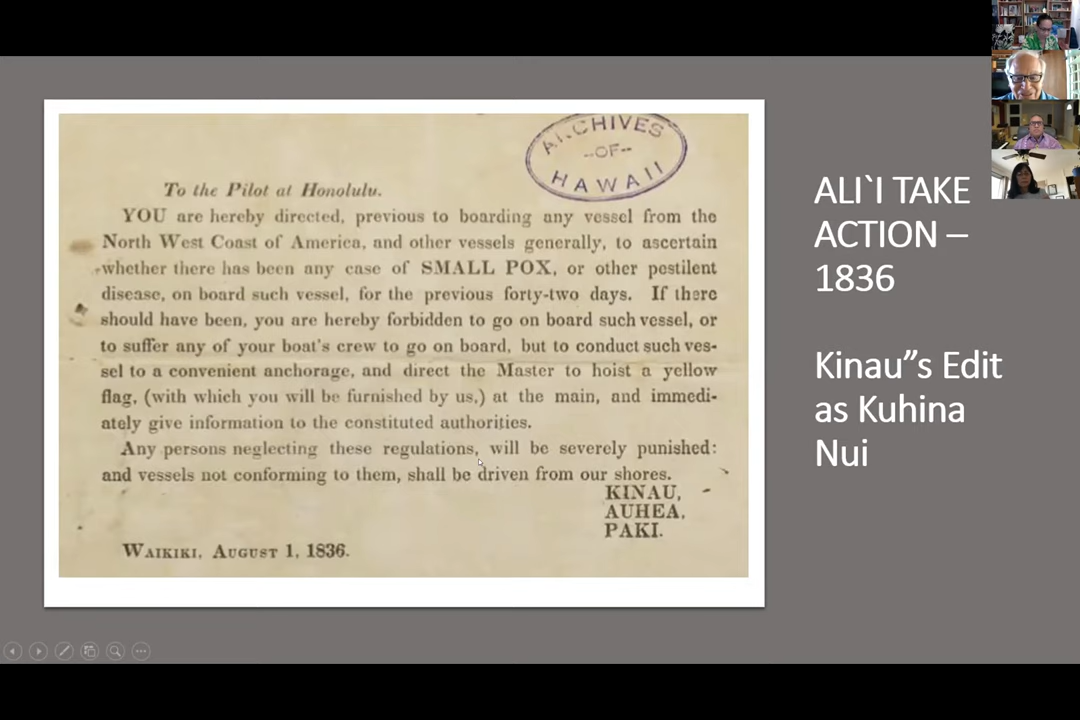 ARCHIVES
--OF--
HAWAII
To the Pilot at Honolulu.
YOU are hereby directed, previous to boarding any vessel from the
North West Coast of America, and other vessels generally, to ascertain
whether there has been any case of SMALL POX, or other pestilent
disease, on board such vessel, for the previous forty-two days. If there
should have been, you are hereby forbidden to go on board such vessel, or
to suffer any of your boat's crew to go on board, but to conduct such ves-
sel to a convenient anchorage, and direct the Master to hoist a yellow
flag, (with which you will be furnished by us,) at the main, and immedi-
ately give information to the constituted authorities.
Any persons neglecting these regulations, will be severely punished:
and vessels not conforming to them, shall be driven from our shores.
KINAU,
AUHEA,
PAKI.
WAIKIKI, AUGUST 1, 1836.
ALI`I TAKE
ACTION –
1836
Kinau”s Edit
as Kuhina
Nui